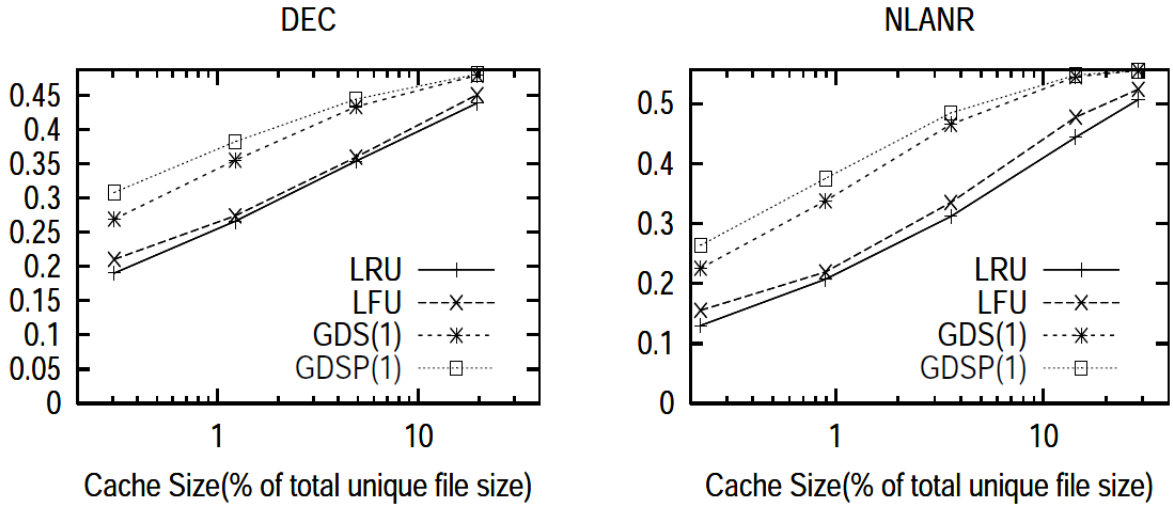 DEC
0.45
0.4
0.35
0.3
0.25
0.2
0.15
0.1
0.05
0
LRU
LFU
GDS(1)
GDSP(1)
1
10
Cache Size(% of total unique file size)
NLANR
0.5
0.4
0.3
0.2
0.1
0
LRU
LFU
GDS(1)
GDSP(1)
1
10
Cache Size(% of total unique file size)